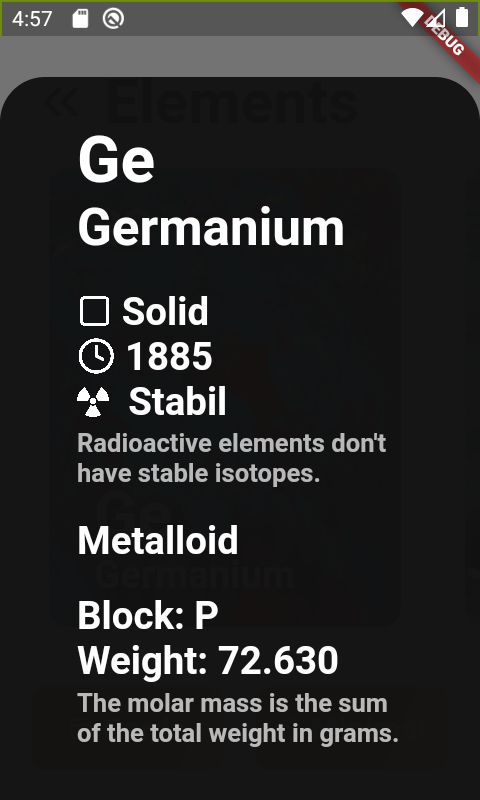 4:57
DEBUG
Elements
Ge
Germanium
Solid
1885
Stabil
Radioactive elements don't
have stable isotopes.
Ge
Germanium
Metalloid
Block: P
Weight: 72.630
The molar mass is the sum
of the total weight in grams.